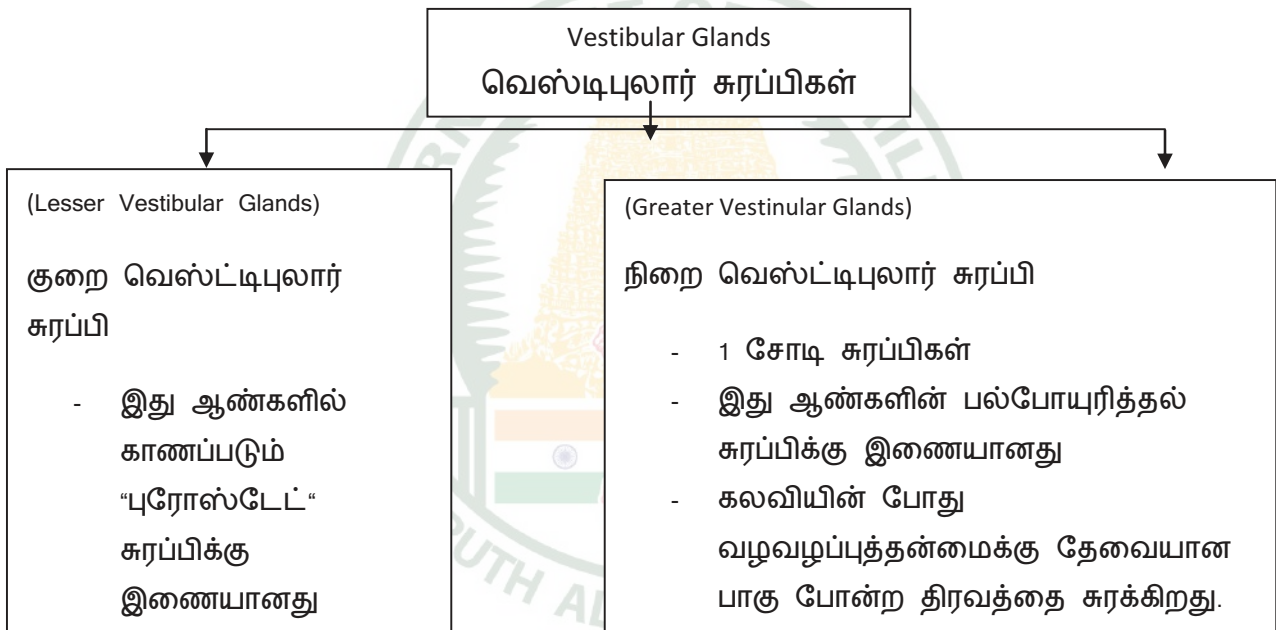 Vestibular Glands
வெஸ்டிபுலார் சுரப்பிகள்
(Lesser Vestibular Glands)
குறை வெஸ்ட்டிபுலார்
சுரப்பி
- இது ஆண்களில்
காணப்படும்
“புரோஸ்டேட்“
சுரப்பிக்கு
இணையானது
(Greater Vestinular Glands)
நிறை வெஸ்ட்டிபுலார் சுரப்பி
- 1 சோடி சுரப்பிகள்
- இது ஆண்களின் பல்போயுரித்தல்
சுரப்பிக்கு இணையானது
- கலவியின் போது
வழவழப்புத்தன்மைக்கு தேவையான
பாகு போன்ற திரவத்தை சுரக்கிறது.